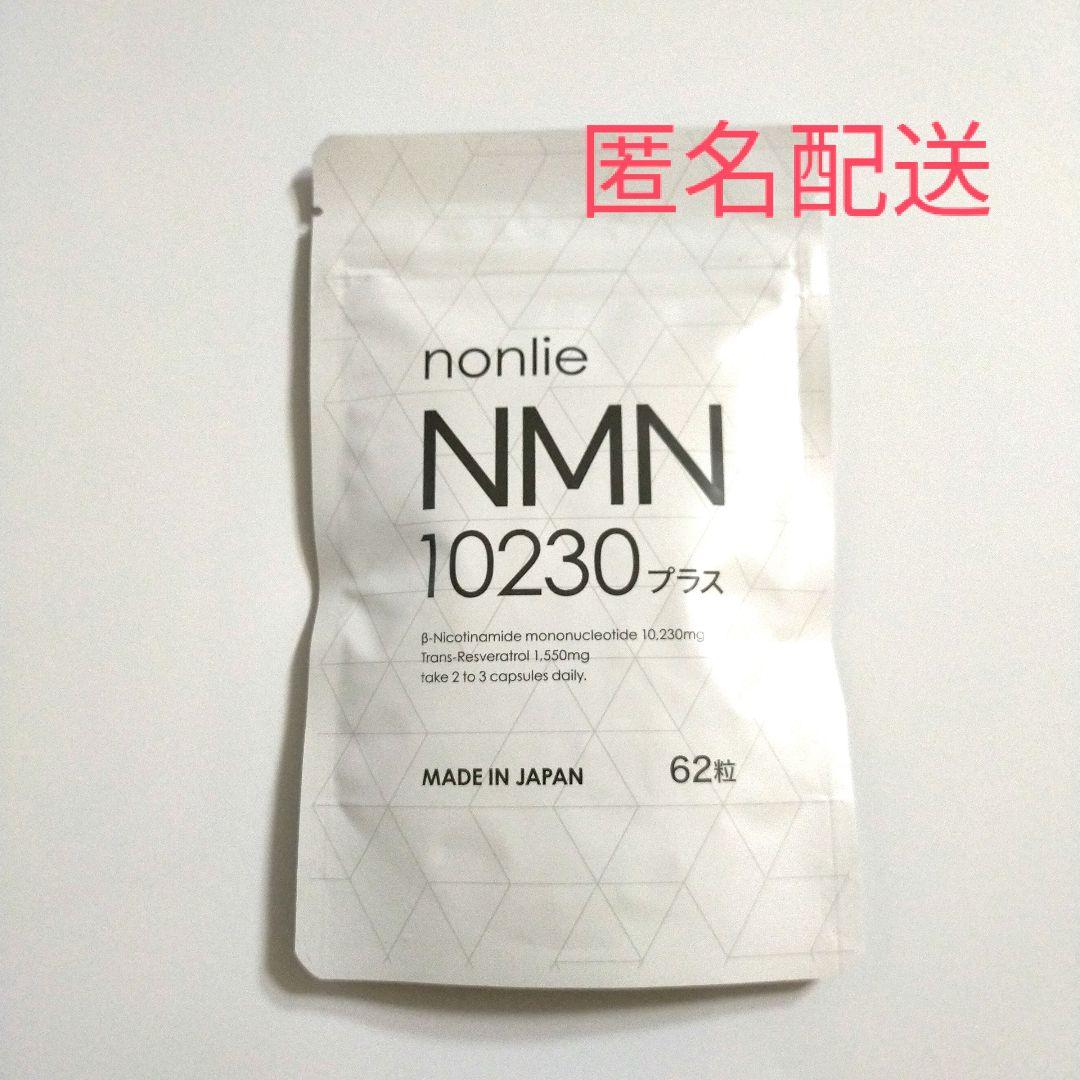 匿名配送
nonlie
NMN
10230プラス
β-Nicotinamide mononucleotide 10,230mg
Trans-Resveratrol 1,550mg
take 2 to 3 capsules daily.
MADE IN JAPAN 62粒